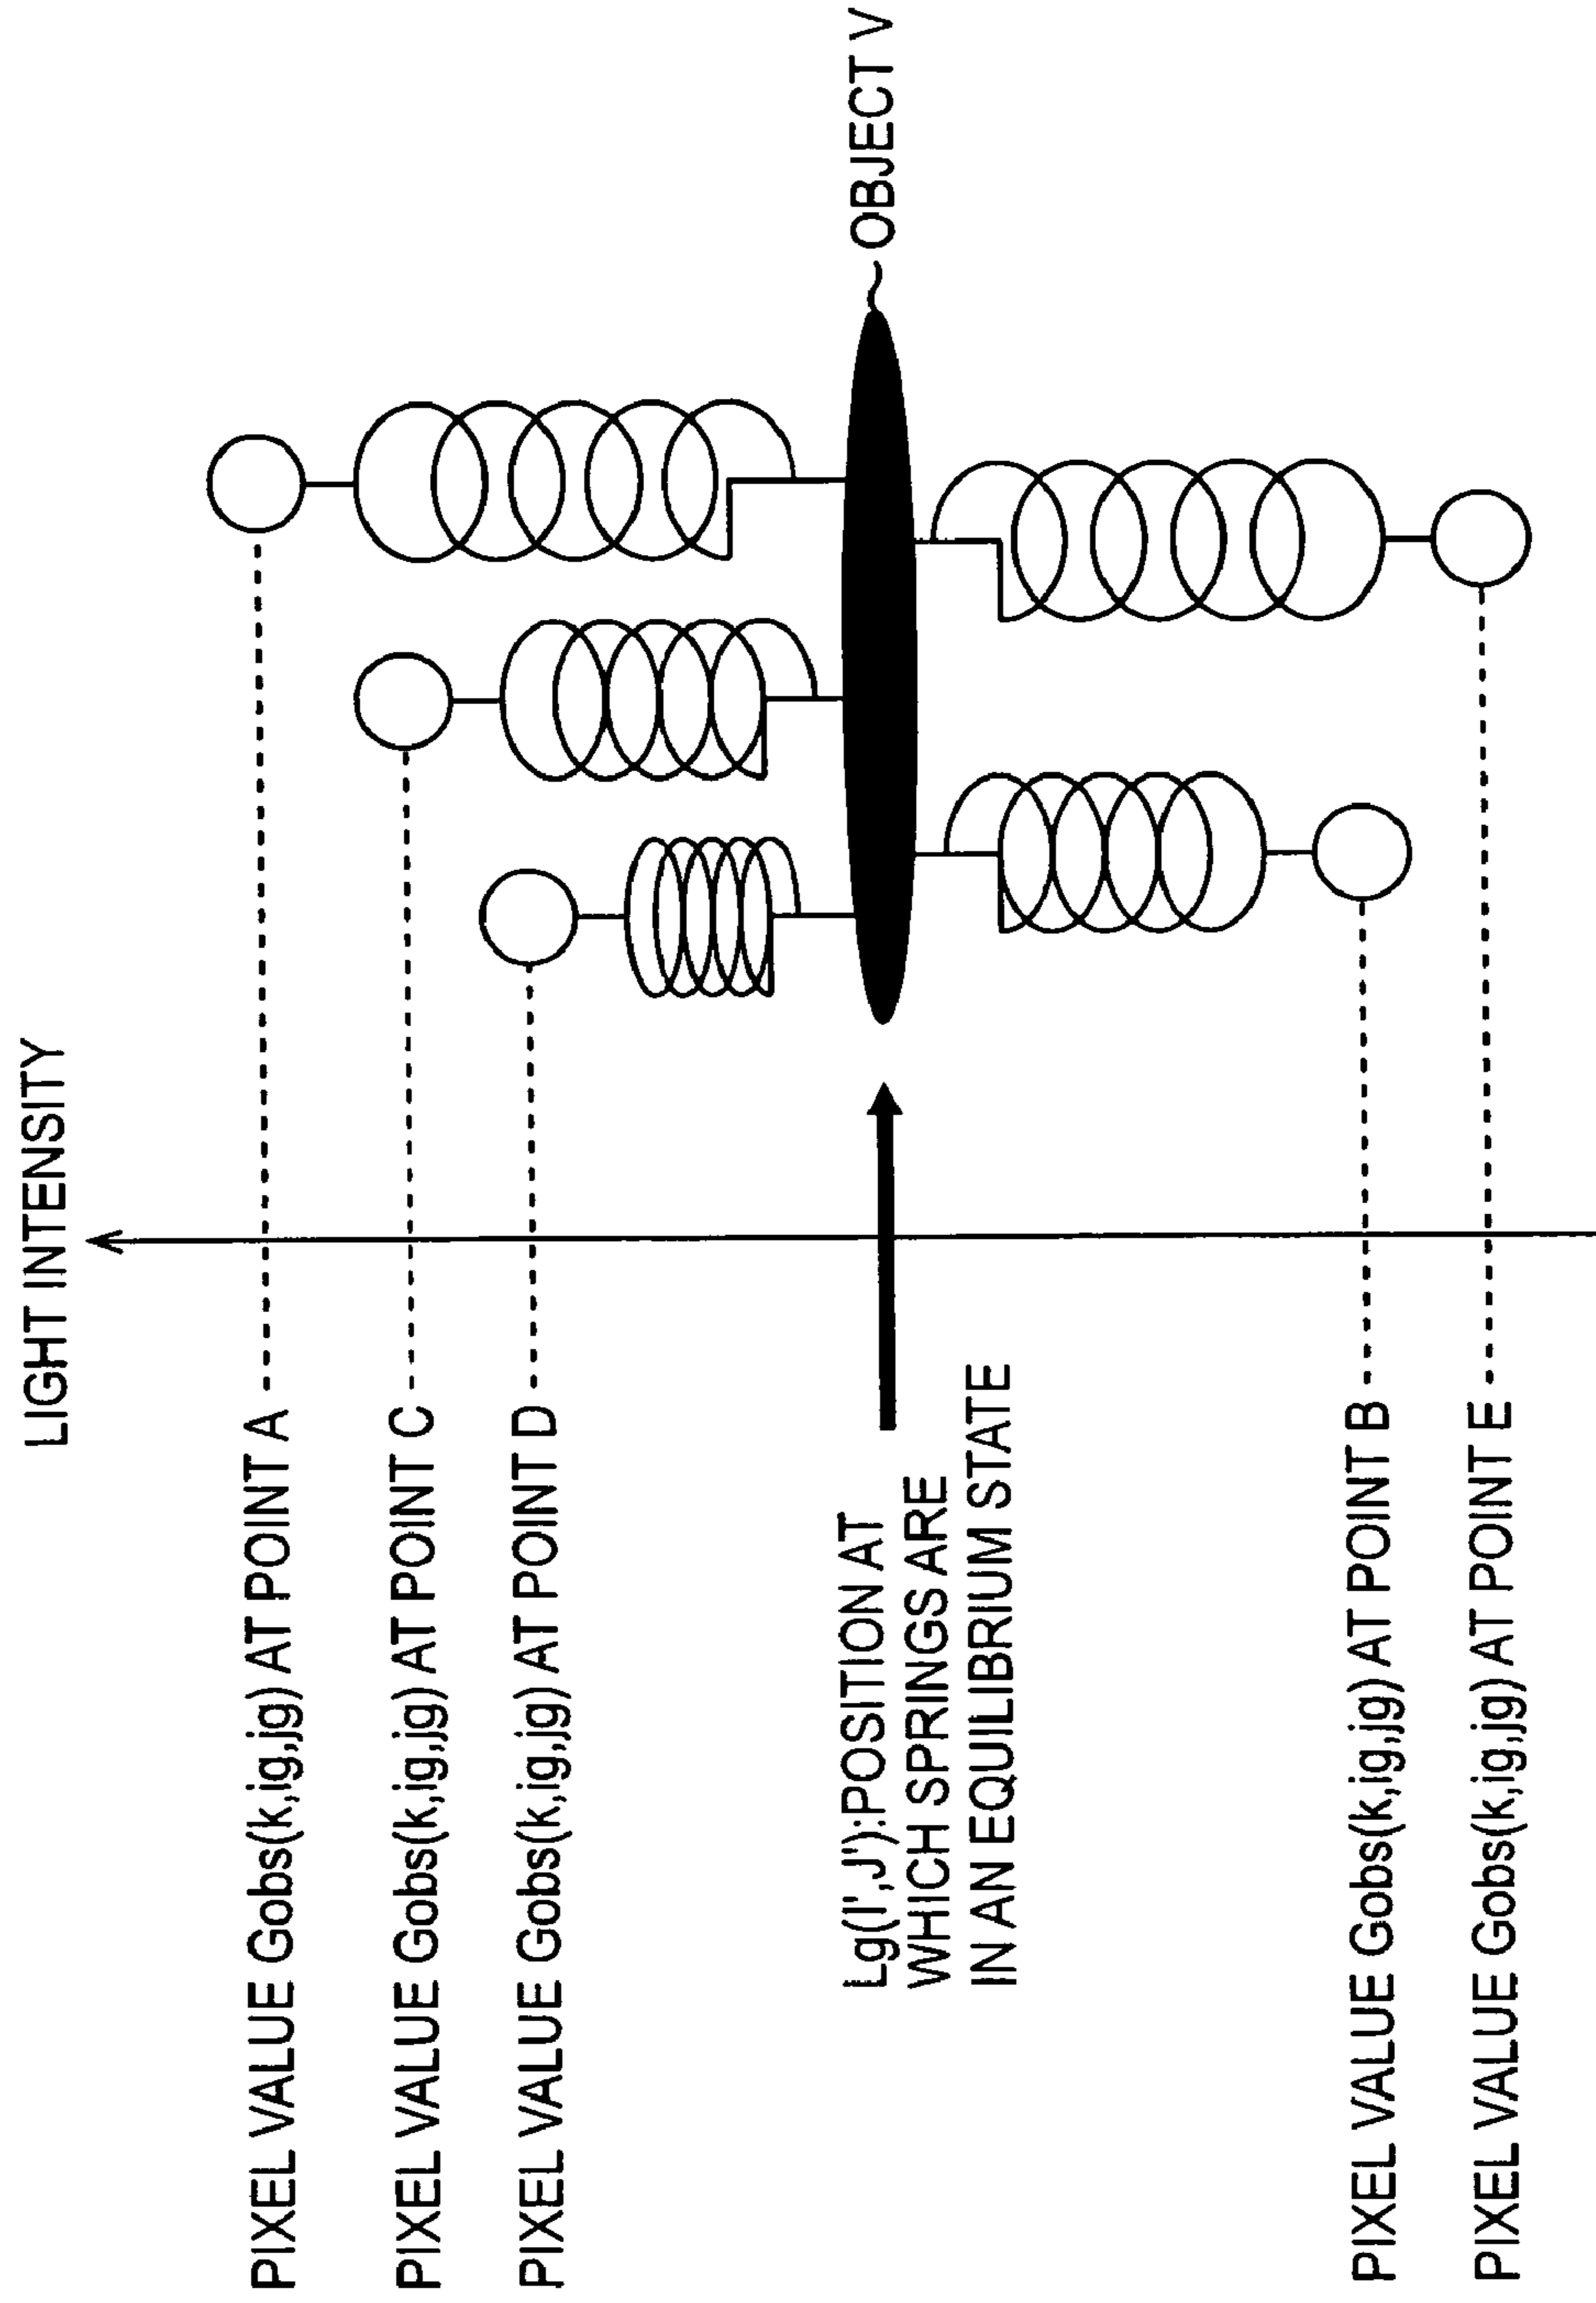 LIGHT INTENSITY
PIXEL VALUE Gobs(k,ig,jg) AT POINT A
PIXEL VALUE Gobs(k,ig,jg) AT POINT C
PIXEL VALUE Gobs(k,ig,jg) AT POINT D
Lg(I',J'):POSITION AT
WHICH SPRINGS ARE
IN AN EQUILIBRIUM STATE
OBJECT V
PIXEL VALUE Gobs(k,ig,jg) AT POINT B
PIXEL VALUE Gobs(k,ig,jg) AT POINT E